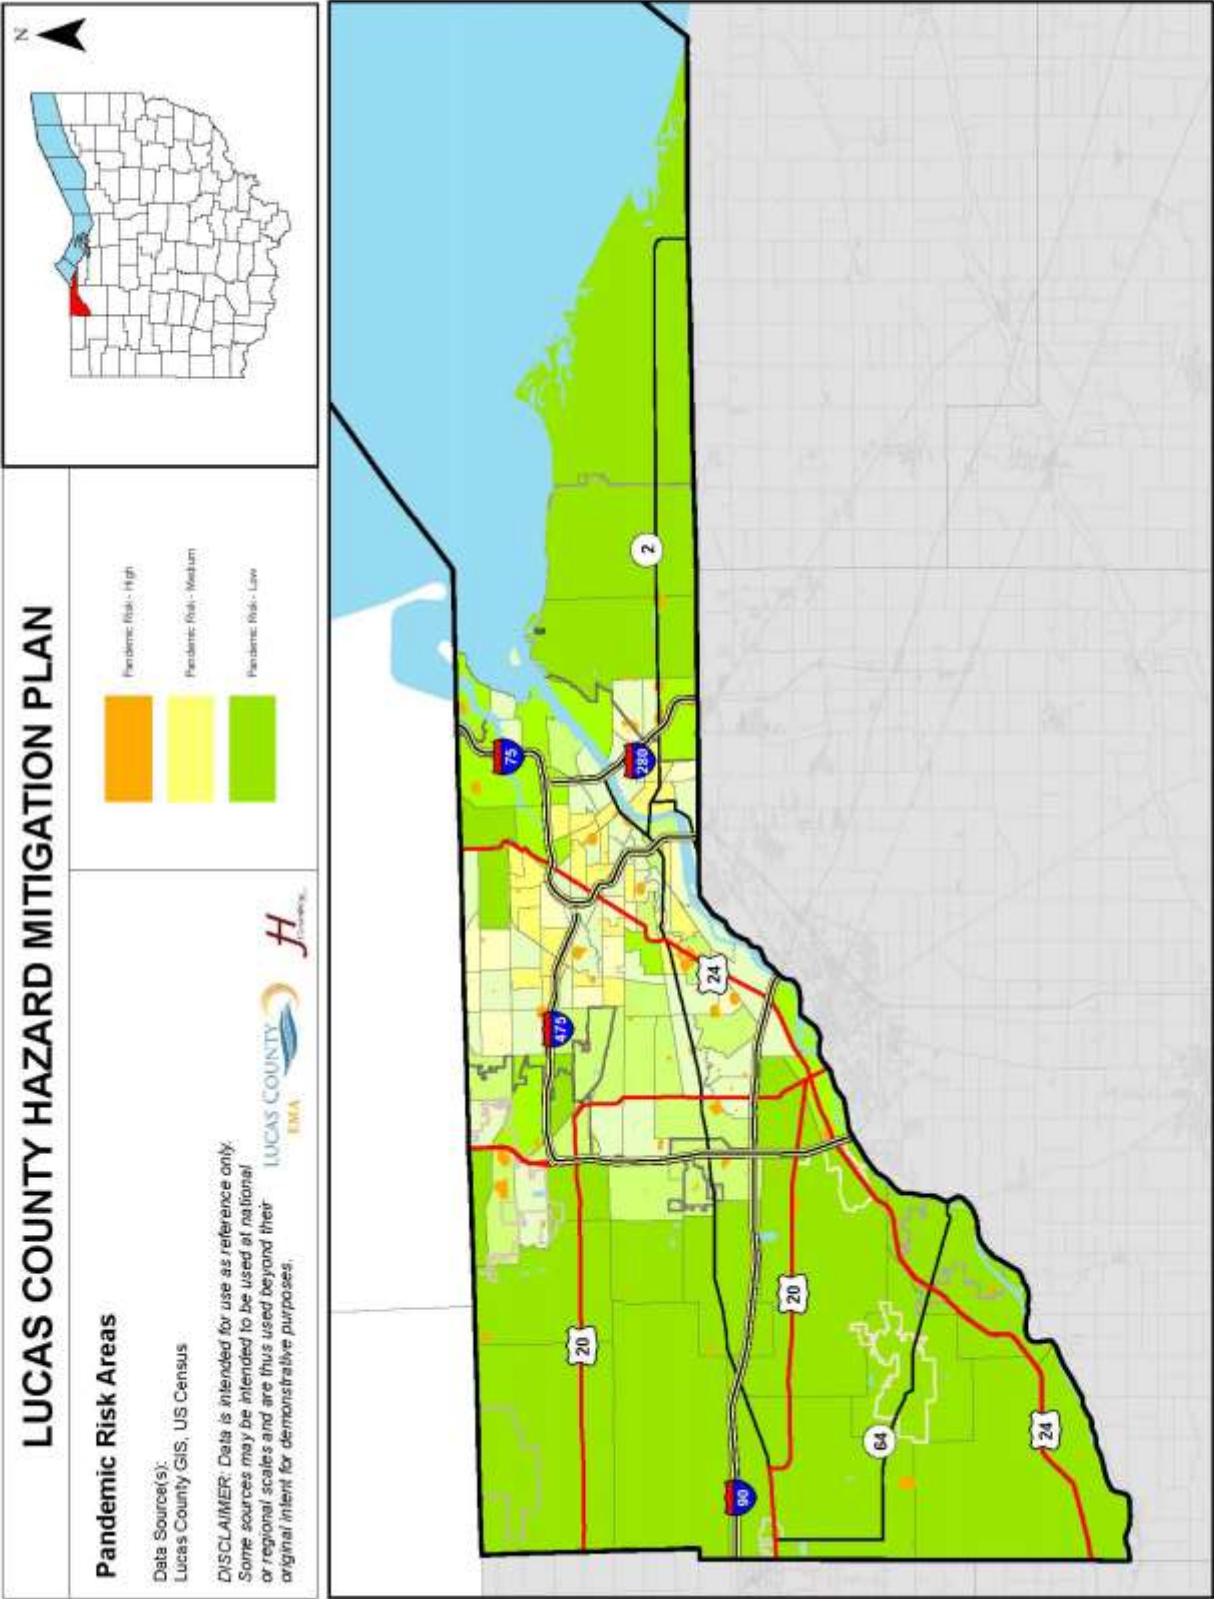 LUCAS COUNTY HAZARD MITIGATION PLAN
Pandemic Risk Areas
Data Source(s):
Lucas County GIS, US Census
DISCLAIMER: Data is intended for use as reference only.
Some sources may be intended to be used at national
or regional scales and are thus used beyond their
original intent for demonstrative purposes.
LUCAS COUNTY
EMA
JH
Pandemic Risk - High
Pandemic Risk - Medium
Pandemic Risk - Low
N
75
280
2
475
24
20
20
90
64
24